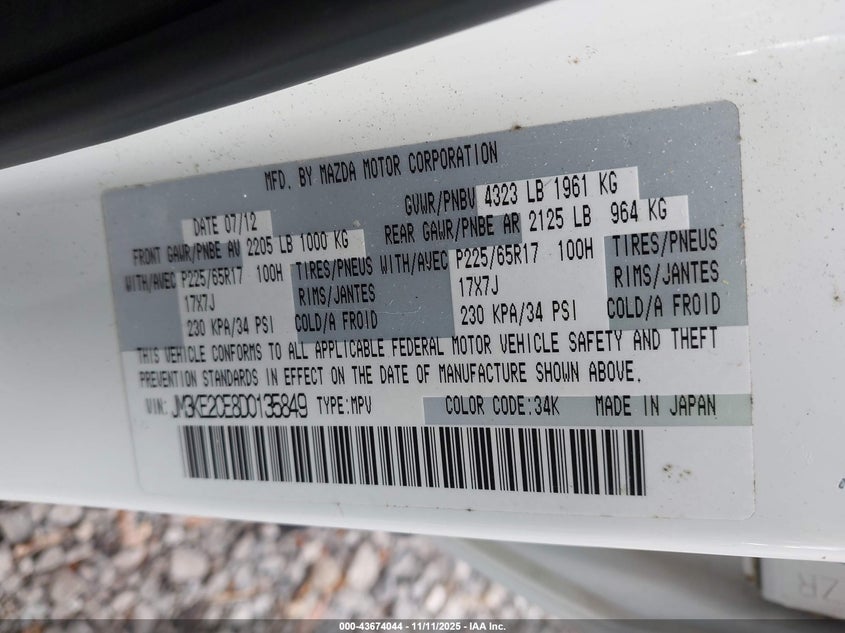 MFD. BY MAZDA MOTOR CORPORATION
DATE 07/12 GVWR/PNBV 4323 LB 1961 KG
FRONT GAWR/PNBE AV 2205 LB 1000 KG REAR GAWR/PNBE AR 2125 LB 964 KG
WITH/AVEC P225/65R17 100H TIRES/PNEUS WITH/AVEC P225/65R17 100H TIRES/PNEUS
17X7J RIMS/JANTES 17X7J RIMS/JANTES
230 KPA/34 PSI COLD/A FROID 230 KPA/34 PSI COLD/A FROID
THIS VEHICLE CONFORMS TO ALL APPLICABLE FEDERAL MOTOR VEHICLE SAFETY AND THEFT
PREVENTION STANDARDS IN EFFECT ON THE DATE OF MANUFACTURE SHOWN ABOVE.
VIN: JM3KE2CE8D0135849 TYPE:MPV COLOR CODE:34K MADE IN JAPAN
ZR
000-43674044 - 11/11/2025 - IAA Inc.